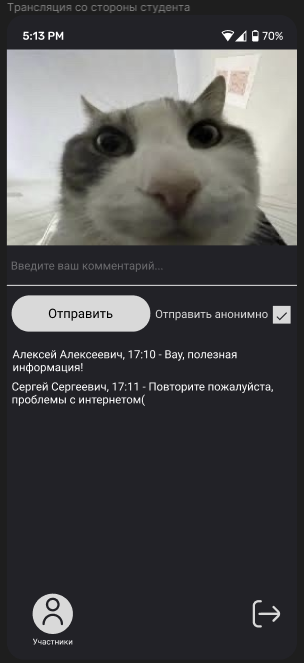 Трансляция со стороны студента
5:13 PM
70%
Введите ваш комментарий...
Отправить
Отправить анонимно
Алексей Алексеевич, 17:10 - Вау, полезная
информация!
Сергей Сергеевич, 17:11 - Повторите пожалуйста,
проблемы с интернетом(
Участники